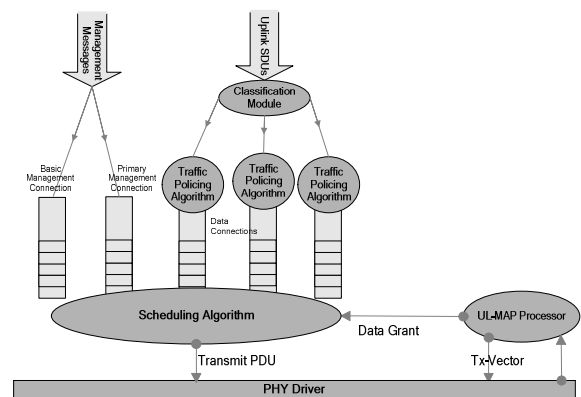 Management
Messages
Uplink SDUs
Classification
Module
Basic
Management
Connection
Primary
Management
Connection
Traffic
Policing
Algorithm
Traffic
Policing
Algorithm
Traffic
Policing
Algorithm
Data
Connections
Scheduling Algorithm
UL-MAP Processor
Data Grant
Transmit PDU
Tx-Vector
PHY Driver